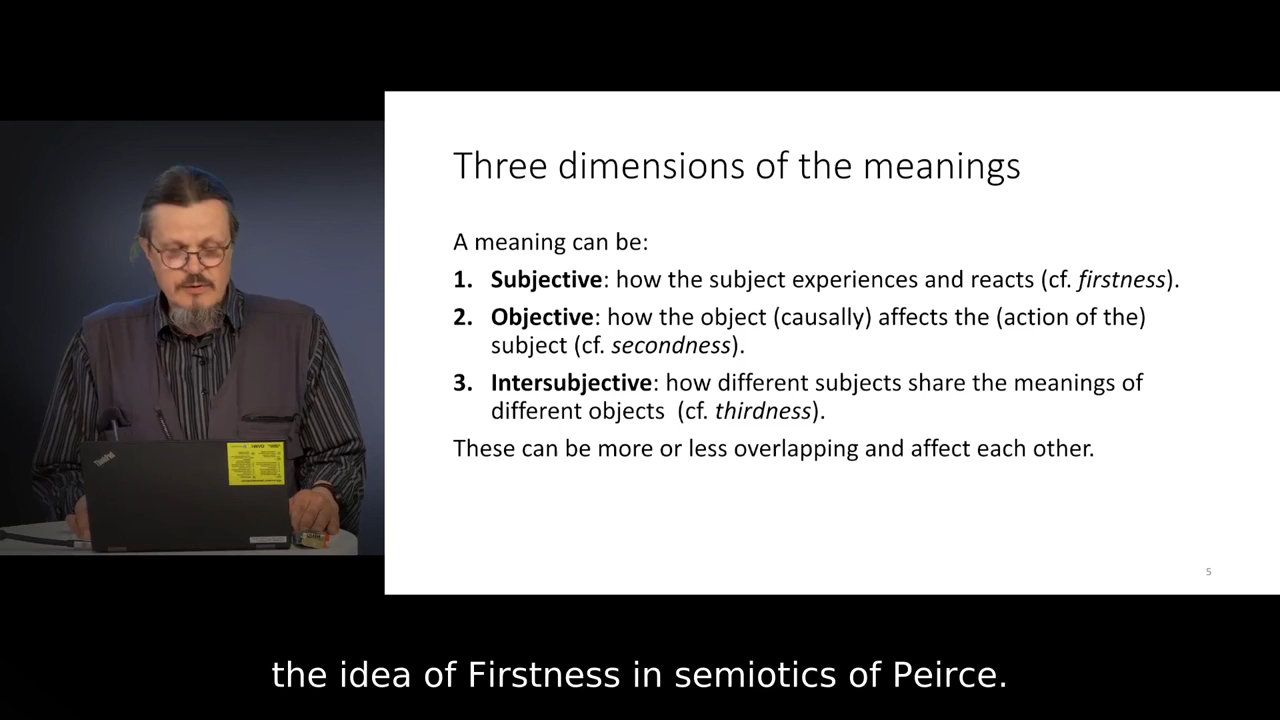 Three dimensions of the meanings
A meaning can be:
1. Subjective: how the subject experiences and reacts (cf. firstness).
2. Objective: how the object (causally) affects the (action of the)
subject (cf. secondness).
3. Intersubjective: how different subjects share the meanings of
different objects (cf. thirdness).
These can be more or less overlapping and affect each other.
5
ThinkPad
the idea of Firstness in semiotics of Peirce.